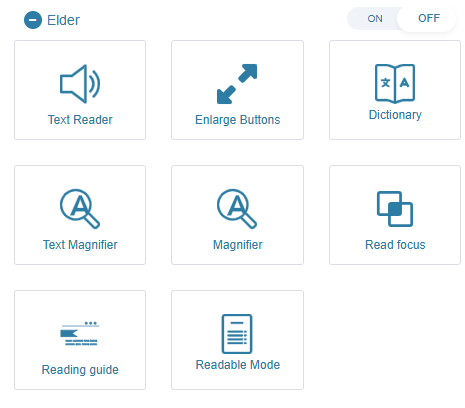 Elder
ON OFF
Text Reader
Enlarge Buttons
Dictionary
Text Magnifier
Magnifier
Read focus
Reading guide
Readable Mode